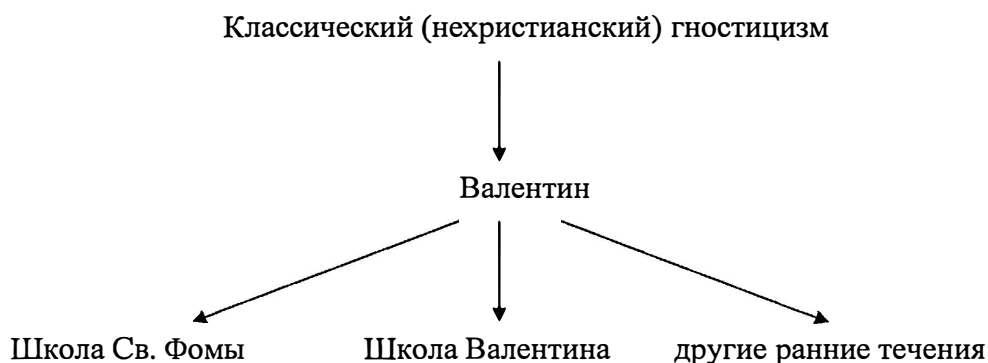 Классический (нехристианский) гностицизм
Валентин
Школа Св. Фомы Школа Валентина другие ранние течения